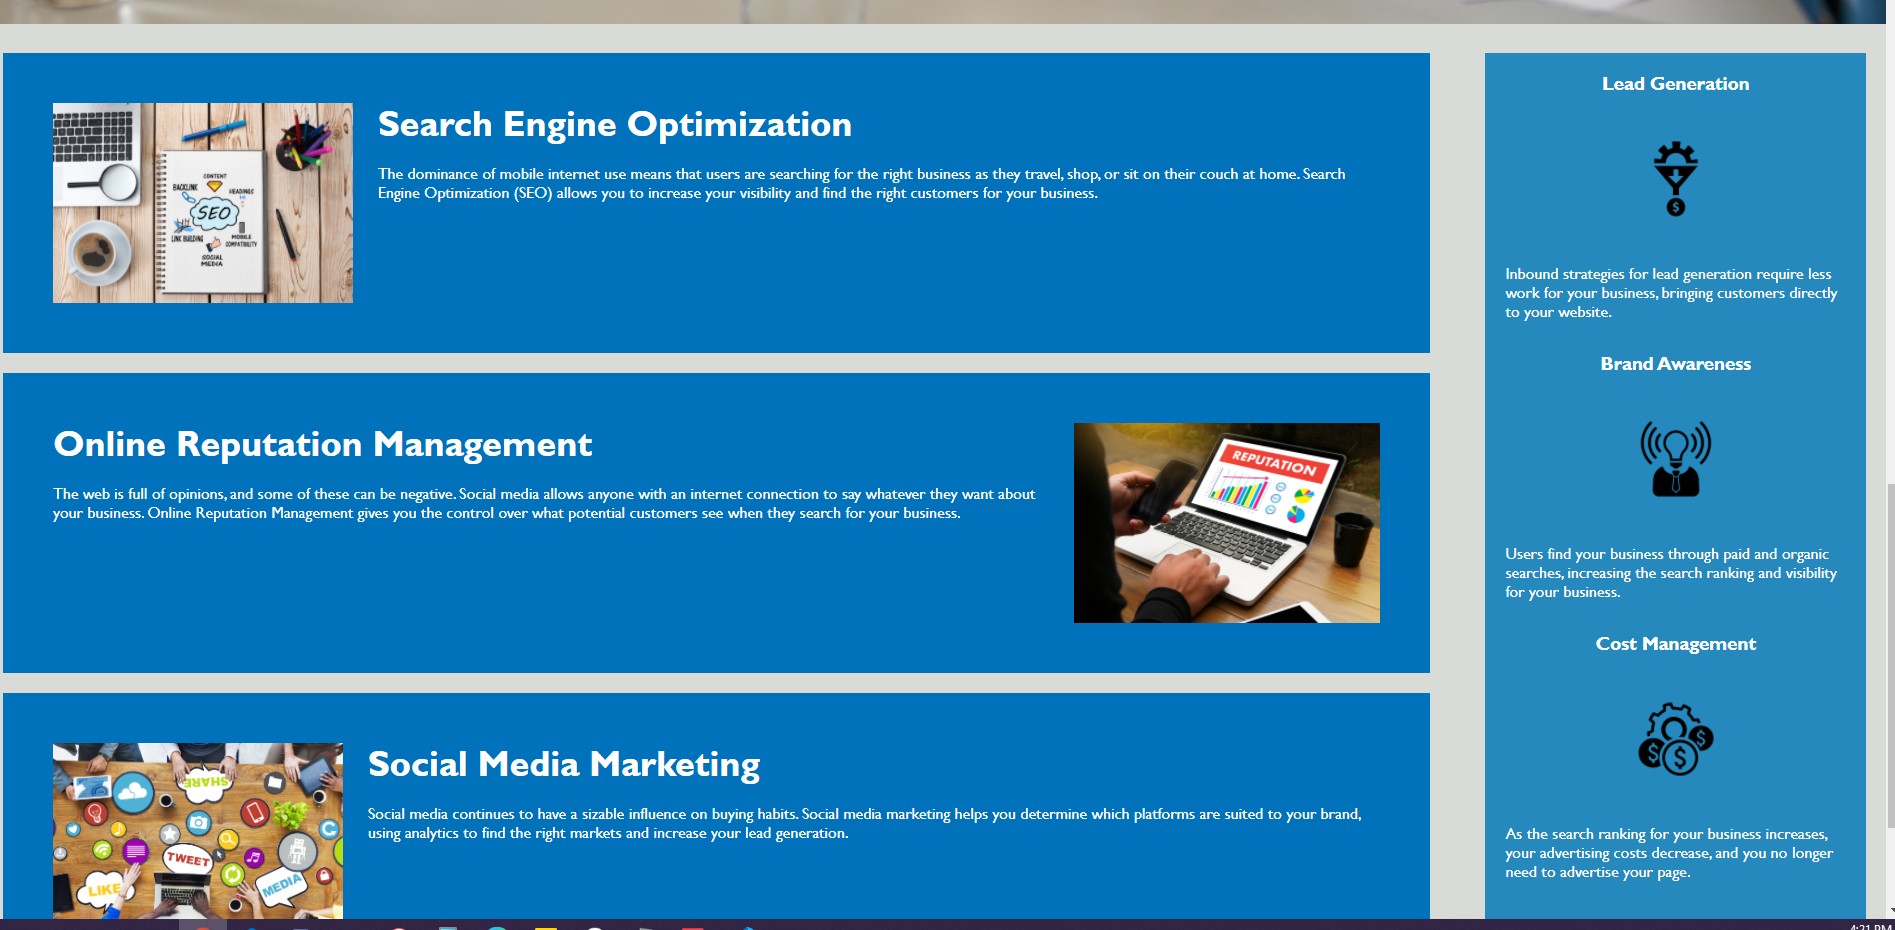 Search Engine Optimization
The dominance of mobile internet use means that users are searching for the right business as they travel, shop, or sit on their couch at home. Search
Engine Optimization (SEO) allows you to increase your visibility and find the right customers for your business.
CONTENT
BACKLINK
HEADINGS
SEO
LINK BUILDING
MOBILE
COMPATIBILITY
SOCIAL
MEDIA
Online Reputation Management
The web is full of opinions, and some of these can be negative. Social media allows anyone with an internet connection to say whatever they want about
your business. Online Reputation Management gives you the control over what potential customers see when they search for your business.
REPUTATION
Social Media Marketing
Social media continues to have a sizable influence on buying habits. Social media marketing helps you determine which platforms are suited to your brand,
using analytics to find the right markets and increase your lead generation.
SHARE
TWEET
LIKE
MEDIA
Lead Generation
Inbound strategies for lead generation require less
work for your business, bringing customers directly
to your website.
Brand Awareness
Users find your business through paid and organic
searches, increasing the search ranking and visibility
for your business.
Cost Management
As the search ranking for your business increases,
your advertising costs decrease, and you no longer
need to advertise your page.
4:21 PM